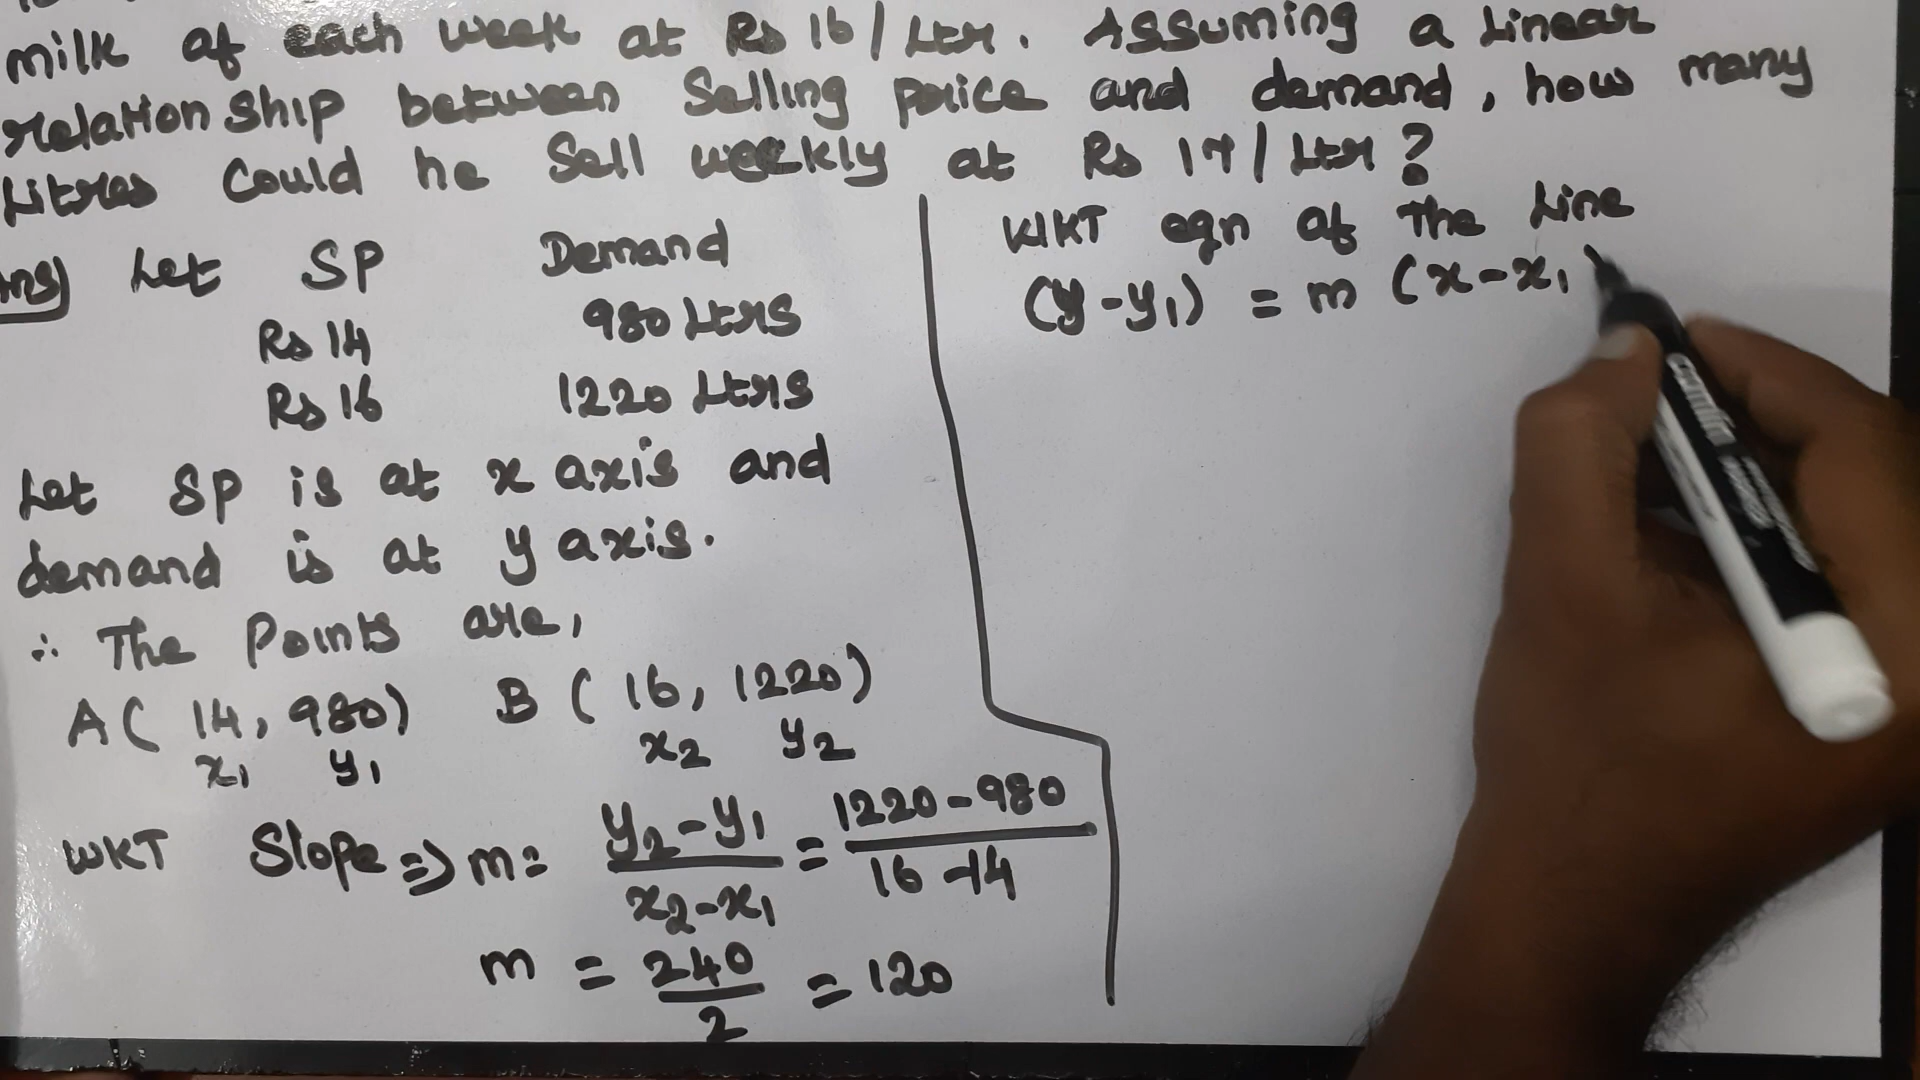 milk of each week at Rs 16/Ltr. Assuming a Linear
relation Ship between Selling price and demand, how many
Litres Could he Sell weekly at Rs 17/Ltr?
Ans) Let SP Demand
Rs 14 980 Ltrs
Rs 16 1220 Ltrs
Let SP is at x axis and
demand is at y axis.
∴ The Points are,
A( 14, 980) B ( 16, 1220)
x1 y1 x2 y2
WKT Slope => m = y2-y1/x2-x1 = 1220-980/16-14
m = 240/2 = 120
WKT eqn of The Line
(y-y1) = m (x-x1)